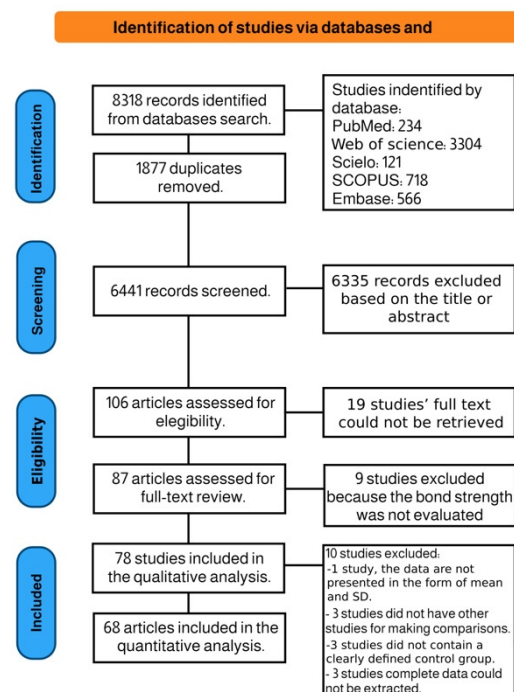 Identification of studies via databases and
Identification
8318 records identified
from databases search.
Studies indentified by
database:
PubMed: 234
Web of science: 3304
Scielo: 121
SCOPUS: 718
Embase: 566
1877 duplicates
removed.
Screening
6441 records screened.
6335 records excluded
based on the title or
abstract
Eligibility
106 articles assessed for
elegibility.
19 studies' full text
could not be retrieved
87 articles assessed for
full-text review.
9 studies excluded
because the bond strength
was not evaluated
Included
78 studies included in
the qualitative analysis.
10 studies excluded:
-1 study, the data are not
presented in the form of mean
and SD.
- 3 studies did not have other
studies for making comparisons.
-3 studies did not contain a
clearly defined control group.
- 3 studies complete data could
not be extracted.
68 articles included in the
quantitative analysis.